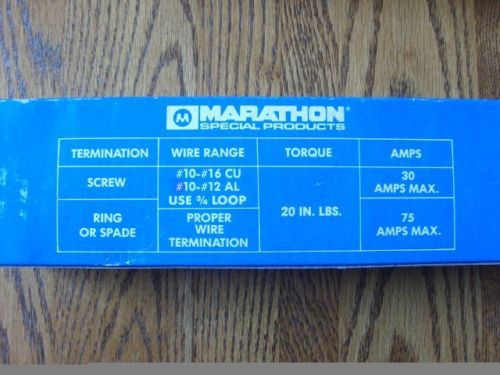 M MARATHON®
SPECIAL PRODUCTS
TERMINATION WIRE RANGE TORQUE AMPS
SCREW
#10-#16 CU
#10-#12 AL
USE ¾ LOOP
30
AMPS MAX.
RING
OR SPADE
PROPER
WIRE
TERMINATION
20 IN. LBS.
75
AMPS MAX.